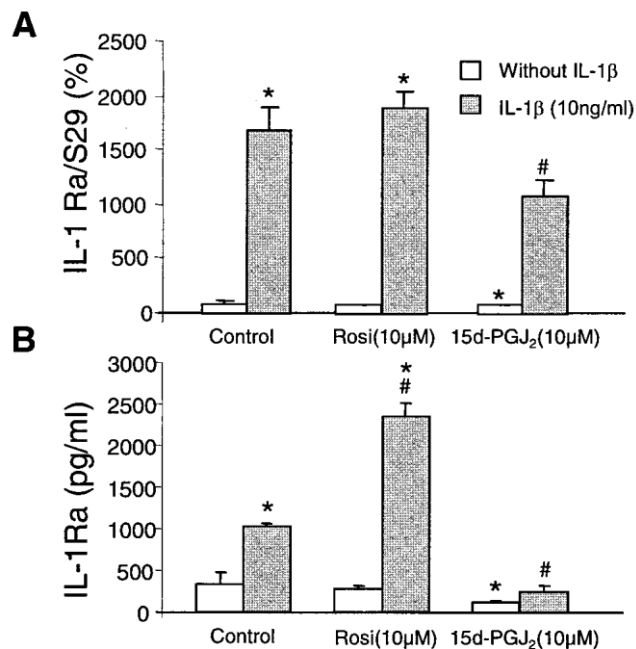 A
2500
2000
1500
1000
500
0
IL-1 Ra/S29 (%)
Without IL-1β
IL-1β (10ng/ml)
*
*
*
#
Control
Rosi(10μM)
15d-PGJ₂(10μM)
B
3000
2500
2000
1500
1000
500
0
IL-1Ra (pg/ml)
*
*
#
*
#
Control
Rosi(10μM)
15d-PGJ₂(10μM)